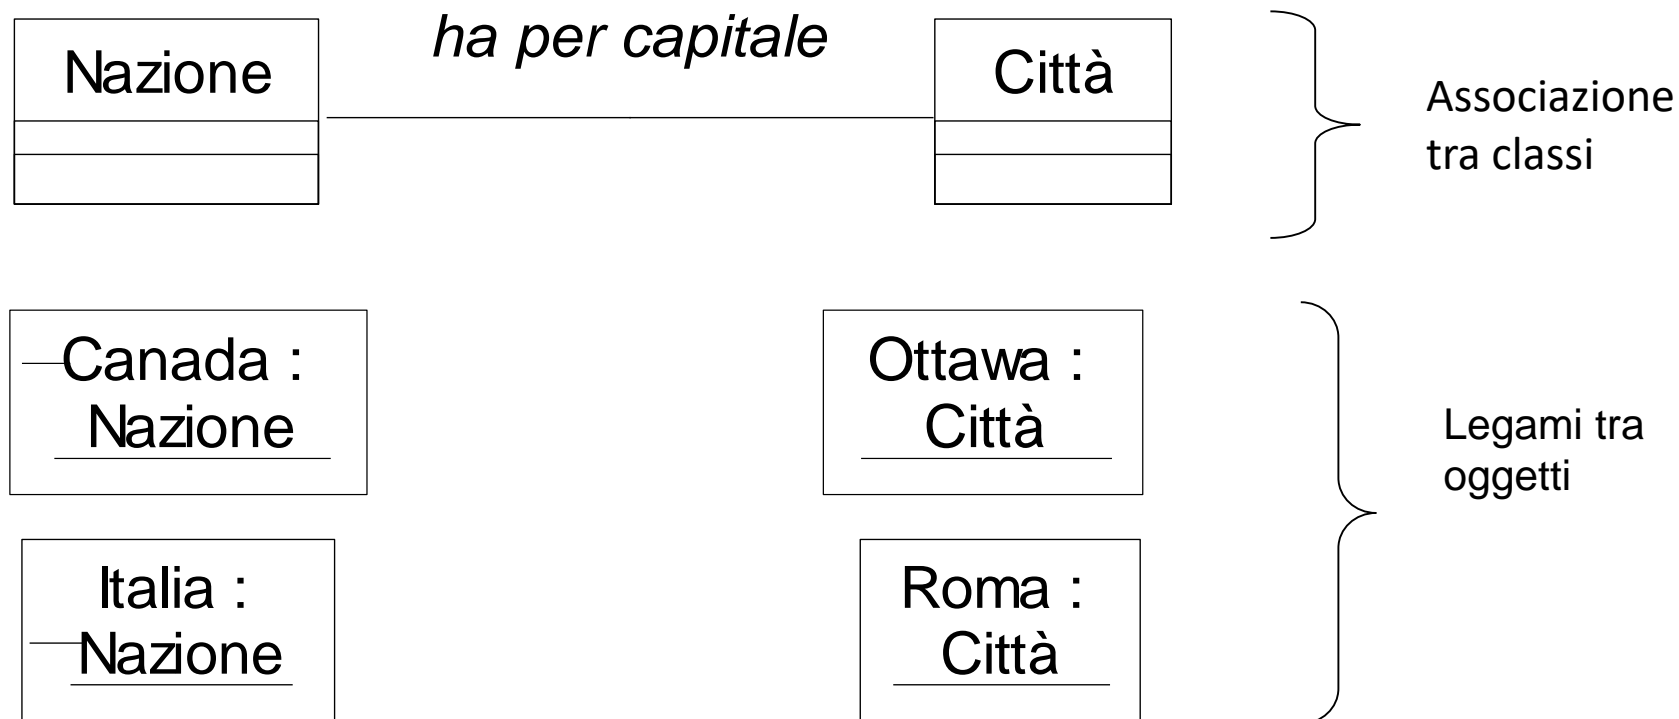 Nazione
ha per capitale
Città
Associazione
tra classi
Canada :
Nazione
Ottawa :
Città
Legami tra
oggetti
Italia :
Nazione
Roma :
Città